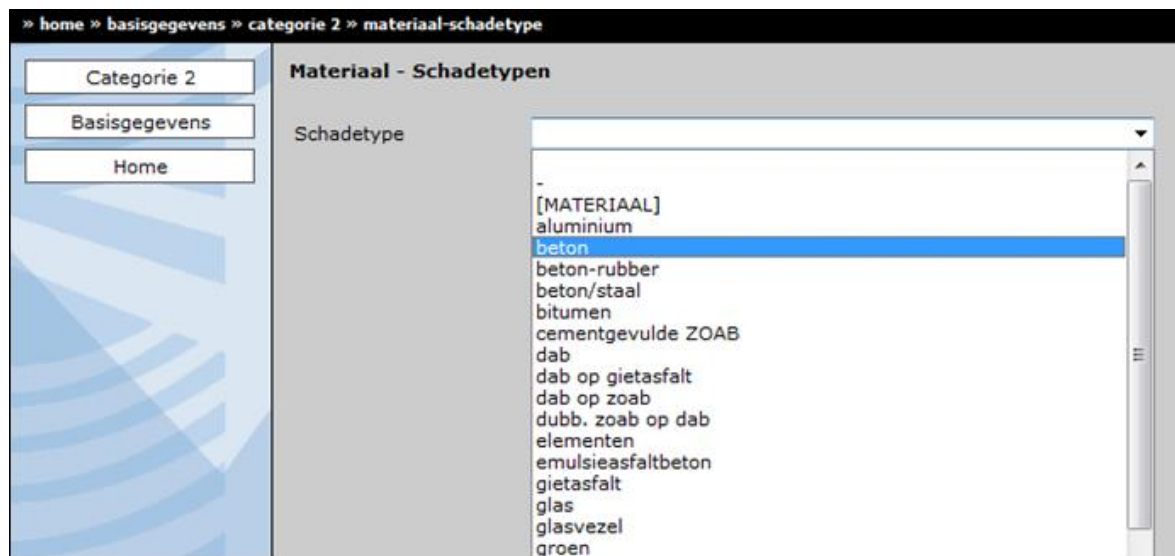 » home » basisgegevens » categorie 2 » materiaal-schadetype
Categorie 2
Basisgegevens
Home
Materiaal - Schadetypen
Schadetype
-
[MATERIAAL]
aluminium
beton
beton-rubber
beton/staal
bitumen
cementgevulde ZOAB
dab
dab op gietasfalt
dab op zoab
dubb. zoab op dab
elementen
emulsieasfaltbeton
gietasfalt
glas
glasvezel
groen